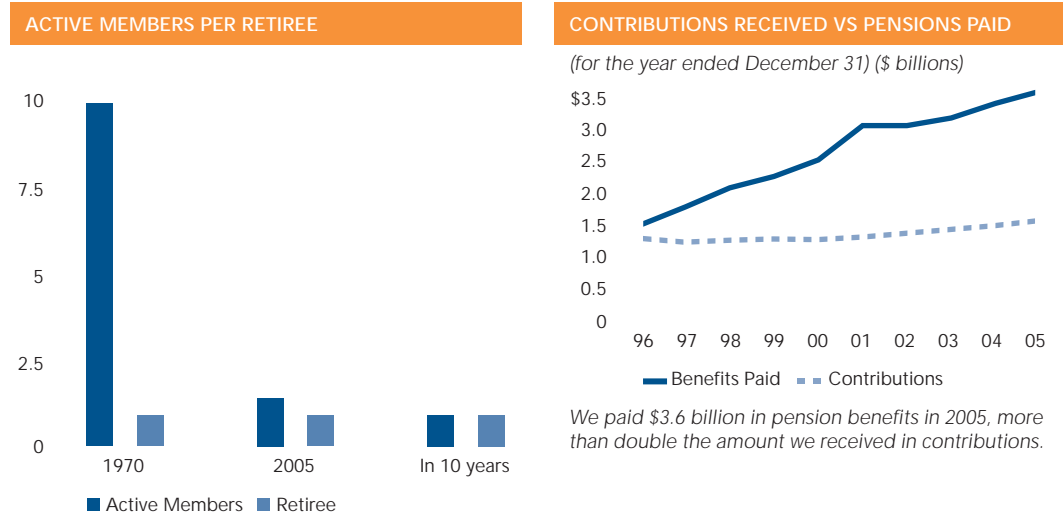 ACTIVE MEMBERS PER RETIREE
10
7.5
5
2.5
0
1970 2005 In 10 years
Active Members Retiree
CONTRIBUTIONS RECEIVED VS PENSIONS PAID
(for the year ended December 31) ($ billions)
$3.5
3.0
2.5
2.0
1.5
1.0
0.5
0
96 97 98 99 00 01 02 03 04 05
Benefits Paid Contributions
We paid $3.6 billion in pension benefits in 2005, more
than double the amount we received in contributions.